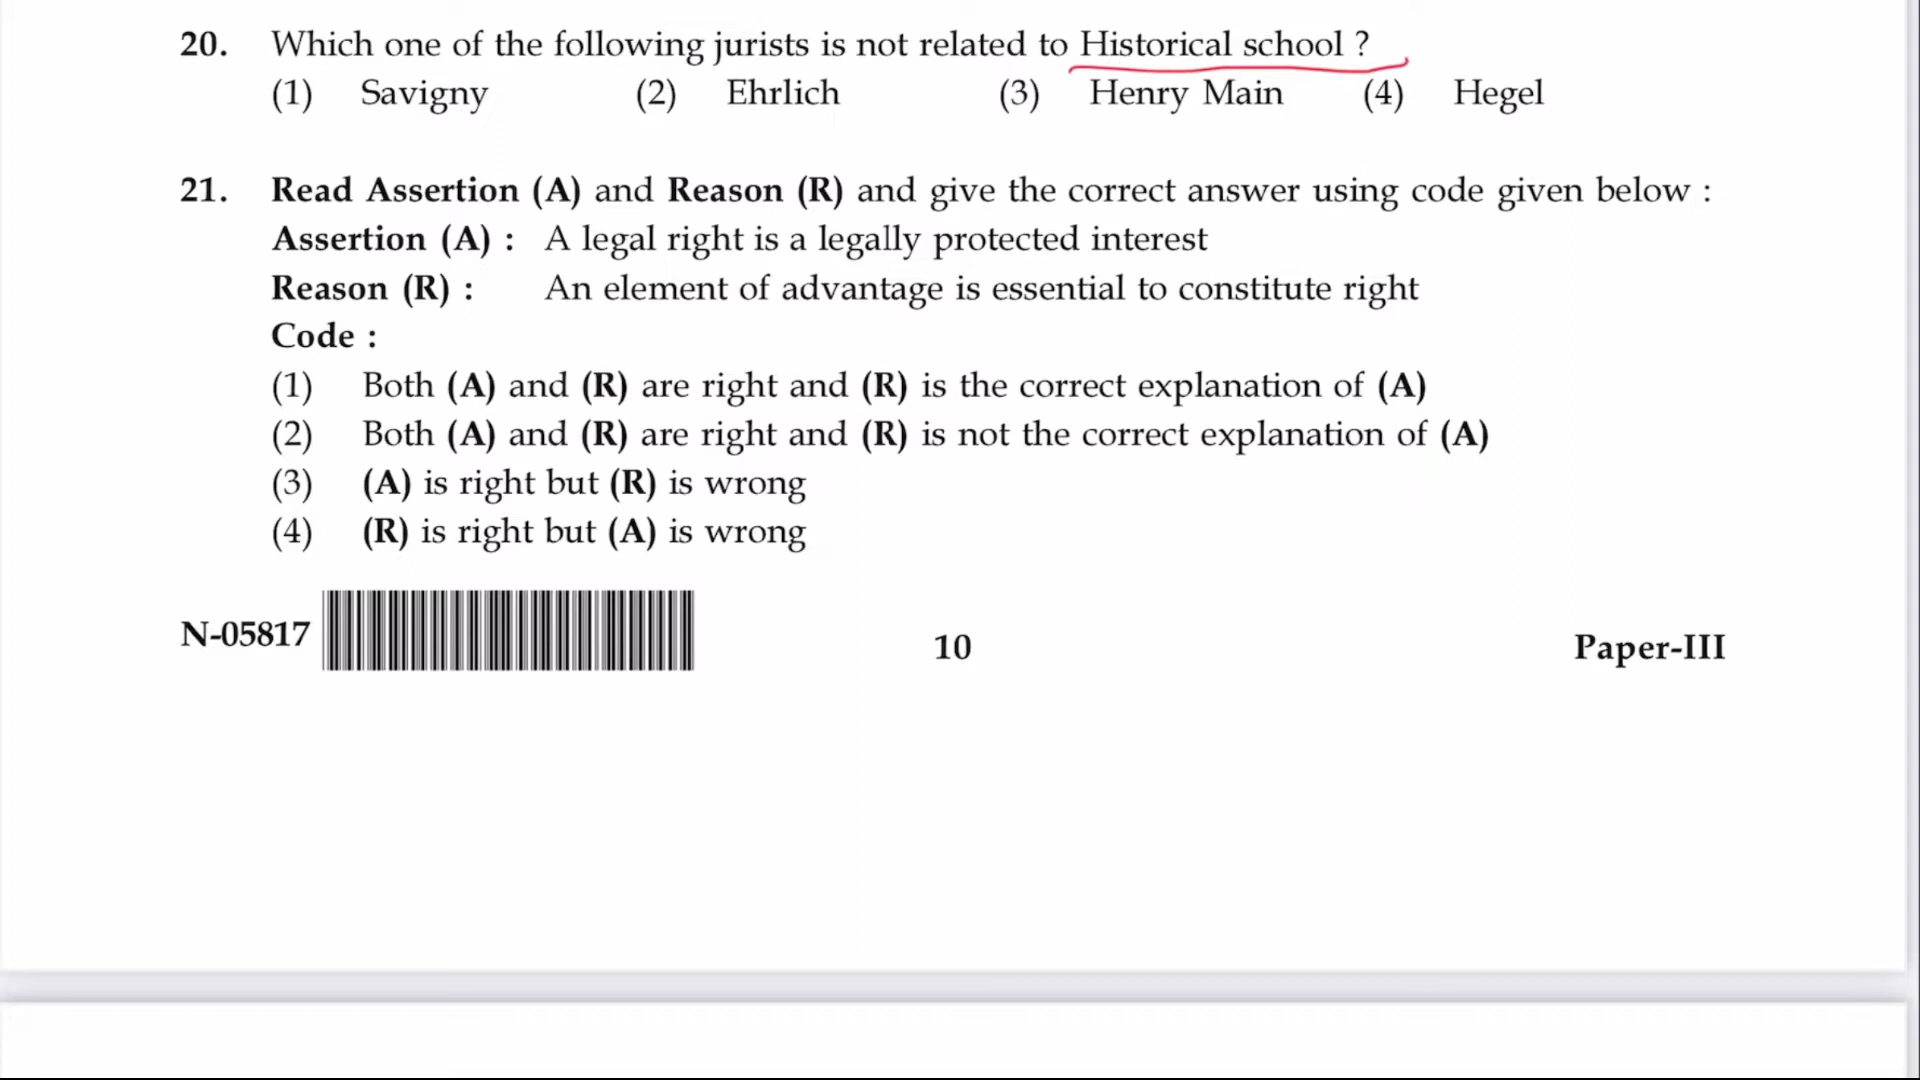 20. Which one of the following jurists is not related to Historical school ?
(1) Savigny (2) Ehrlich (3) Henry Main (4) Hegel
21. Read Assertion (A) and Reason (R) and give the correct answer using code given below :
Assertion (A) : A legal right is a legally protected interest
Reason (R) : An element of advantage is essential to constitute right
Code :
(1) Both (A) and (R) are right and (R) is the correct explanation of (A)
(2) Both (A) and (R) are right and (R) is not the correct explanation of (A)
(3) (A) is right but (R) is wrong
(4) (R) is right but (A) is wrong
N-05817 10 Paper-III